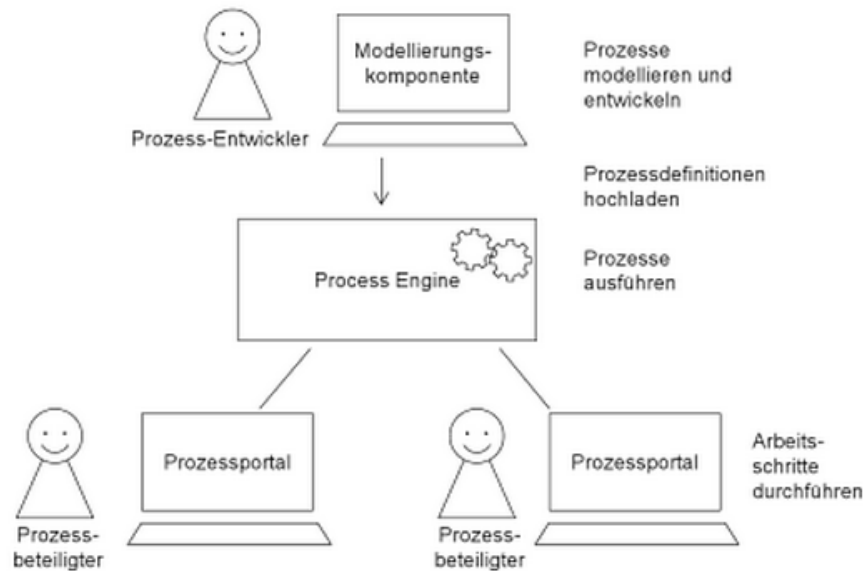 Modellierungs-
komponente
Prozesse
modellieren und
entwickeln
Prozess-Entwickler
Prozessdefinitionen
hochladen
Process Engine
Prozesse
ausführen
Prozessportal
Prozessportal
Arbeits-
schritte
durchführen
Prozess-
beteiligter
Prozess-
beteiligter